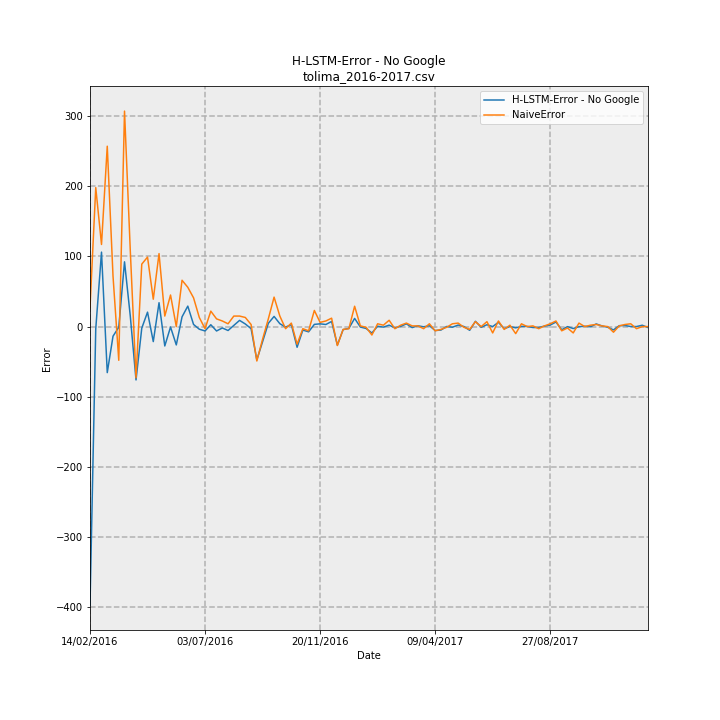 H-LSTM-Error - No Google
tolima_2016-2017.csv
H-LSTM-Error - No Google
NaiveError
300
200
100
0
−100
−200
−300
−400
Error
14/02/2016
03/07/2016
20/11/2016
09/04/2017
27/08/2017
Date